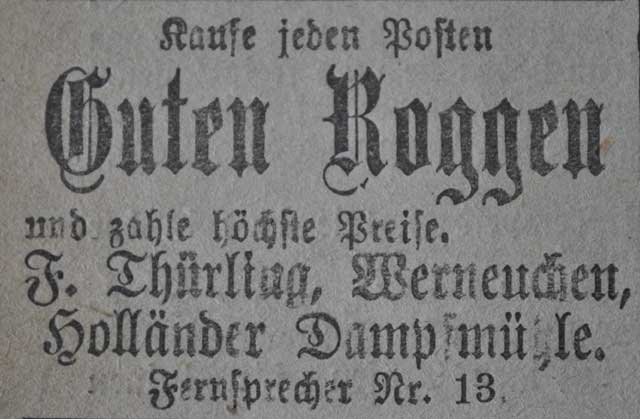 Kaufe jeden Posten
Guten Roggen
und zahle höchste Preise.
F. Thürling, Werneuchen,
Holländer Dampfmühle.
Fernsprecher Nr. 13.